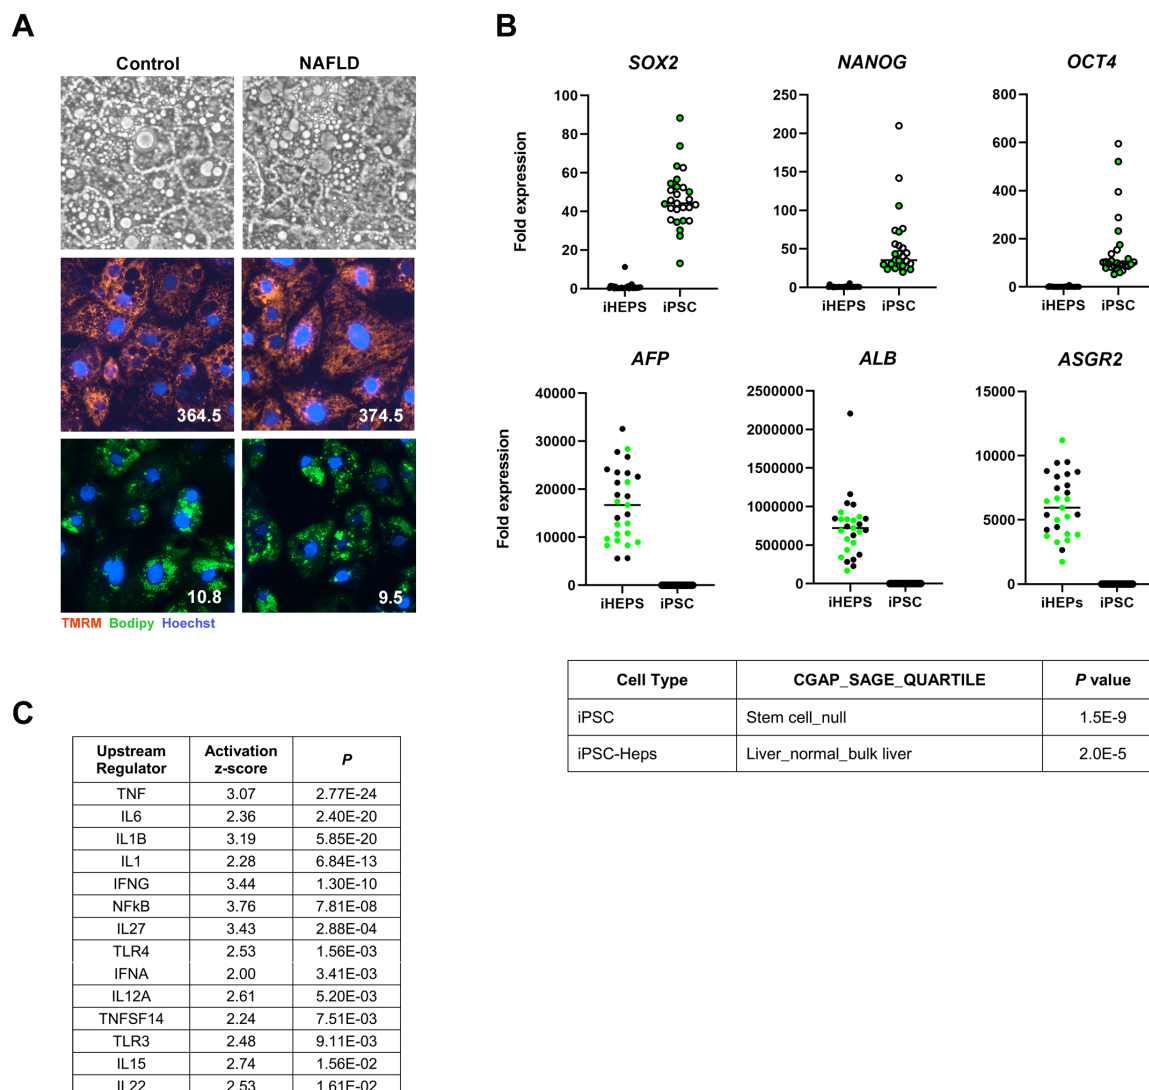 A
Control NAFLD
364.5 374.5
10.8 9.5
TMRM Bodipy Hoechst
B
SOX2 NANOG OCT4
Fold expression
100
80
60
40
20
0
iHEPS iPSC
250
200
150
100
50
0
iHEPS iPSC
800
600
400
200
0
iHEPS iPSC
AFP ALB ASGR2
Fold expression
40000
30000
20000
10000
0
iHEPS iPSC
2500000
2000000
1500000
1000000
500000
0
iHEPS iPSC
15000
10000
5000
0
iHEPs iPSC
Cell Type CGAP_SAGE_QUARTILE P value
iPSC Stem cell_null 1.5E-9
iPSC-Heps Liver_normal_bulk liver 2.0E-5
C
Upstream Regulator Activation z-score P
TNF 3.07 2.77E-24
IL6 2.36 2.40E-20
IL1B 3.19 5.85E-20
IL1 2.28 6.84E-13
IFNG 3.44 1.30E-10
NFkB 3.76 7.81E-08
IL27 3.43 2.88E-04
TLR4 2.53 1.56E-03
IFNA 2.00 3.41E-03
IL12A 2.61 5.20E-03
TNFSF14 2.24 7.51E-03
TLR3 2.48 9.11E-03
IL15 2.74 1.56E-02
IL22 2.53 1.61E-02